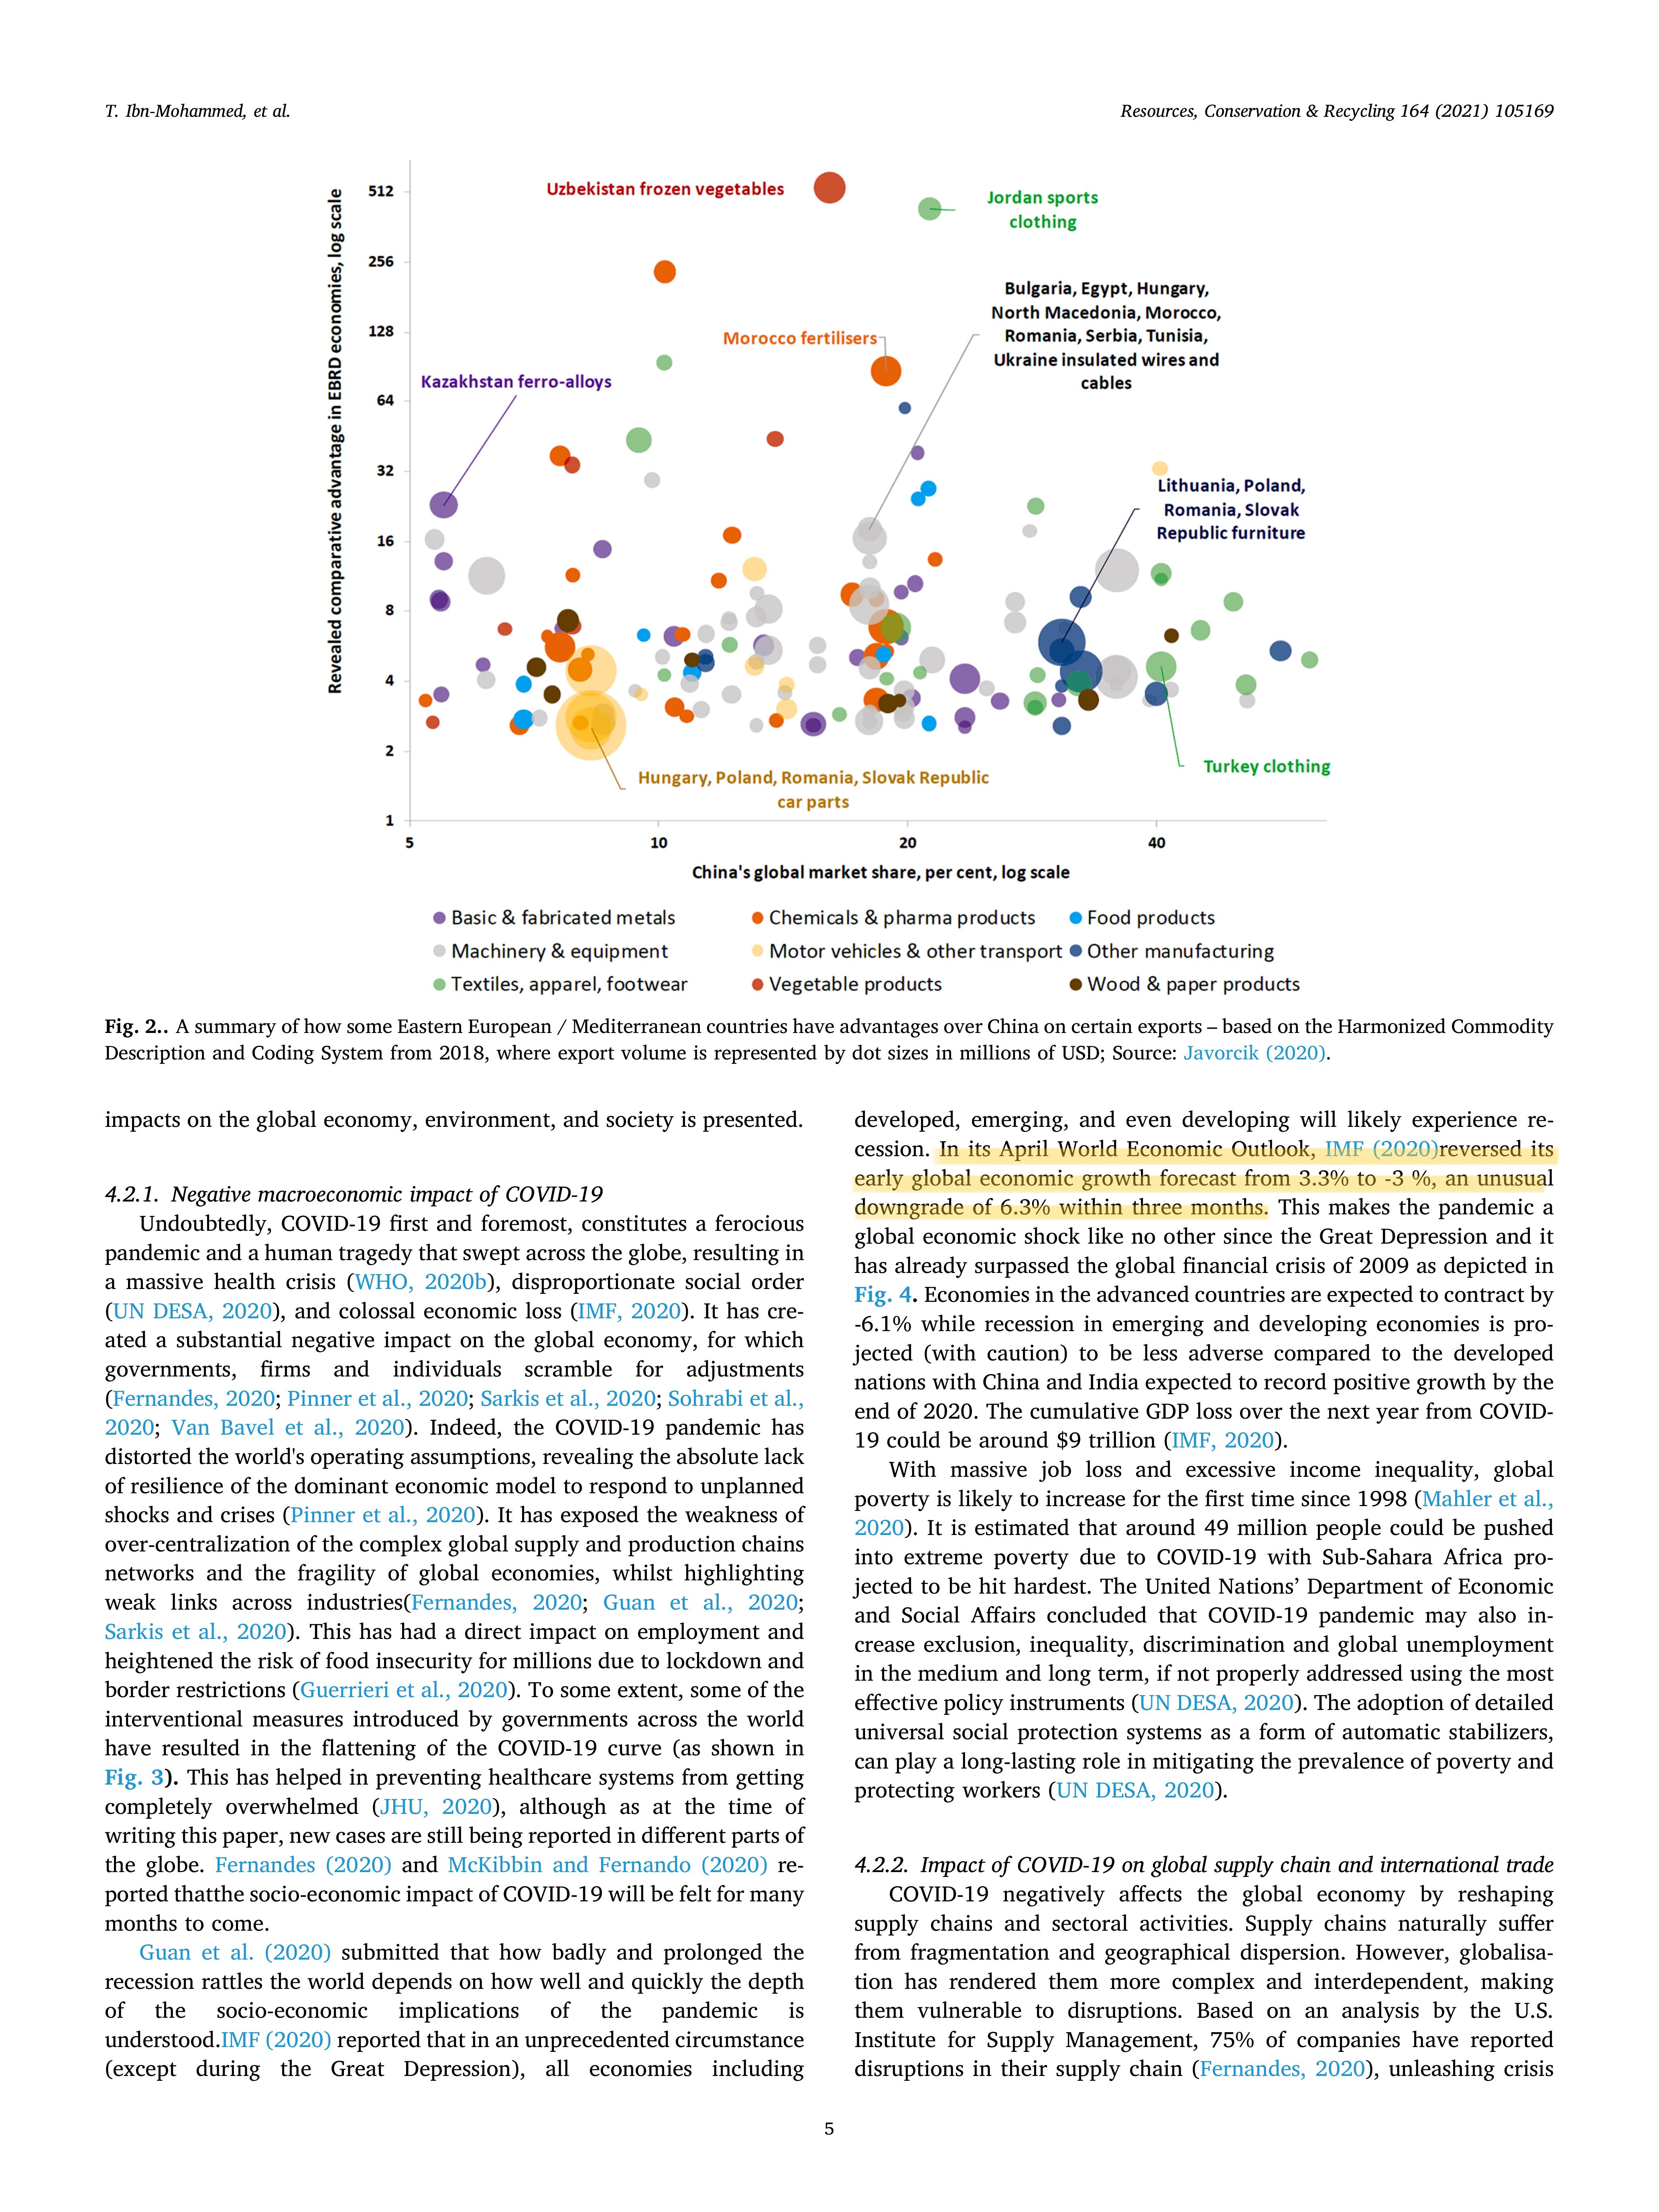 T. Ibn-Mohammed, et al.
Resources, Conservation & Recycling 164 (2021) 105169
Revealed comparative advantage in EBRD economies, log scale
512
256
128
64
32
16
8
4
2
1
Uzbekistan frozen vegetables
Jordan sports
clothing
Bulgaria, Egypt, Hungary,
North Macedonia, Morocco,
Romania, Serbia, Tunisia,
Ukraine insulated wires and
cables
Morocco fertilisers
Kazakhstan ferro-alloys
Lithuania, Poland,
Romania, Slovak
Republic furniture
Turkey clothing
Hungary, Poland, Romania, Slovak Republic
car parts
5
10
20
40
China's global market share, per cent, log scale
Basic & fabricated metals
Chemicals & pharma products
Food products
Machinery & equipment
Motor vehicles & other transport
Other manufacturing
Textiles, apparel, footwear
Vegetable products
Wood & paper products
Fig. 2.. A summary of how some Eastern European / Mediterranean countries have advantages over China on certain exports – based on the Harmonized Commodity
Description and Coding System from 2018, where export volume is represented by dot sizes in millions of USD; Source: Javorcik (2020).
impacts on the global economy, environment, and society is presented.
4.2.1. Negative macroeconomic impact of COVID-19
Undoubtedly, COVID-19 first and foremost, constitutes a ferocious
pandemic and a human tragedy that swept across the globe, resulting in
a massive health crisis (WHO, 2020b), disproportionate social order
(UN DESA, 2020), and colossal economic loss (IMF, 2020). It has cre-
ated a substantial negative impact on the global economy, for which
governments, firms and individuals scramble for adjustments
(Fernandes, 2020; Pinner et al., 2020; Sarkis et al., 2020; Sohrabi et al.,
2020; Van Bavel et al., 2020). Indeed, the COVID-19 pandemic has
distorted the world's operating assumptions, revealing the absolute lack
of resilience of the dominant economic model to respond to unplanned
shocks and crises (Pinner et al., 2020). It has exposed the weakness of
over-centralization of the complex global supply and production chains
networks and the fragility of global economies, whilst highlighting
weak links across industries(Fernandes, 2020; Guan et al., 2020;
Sarkis et al., 2020). This has had a direct impact on employment and
heightened the risk of food insecurity for millions due to lockdown and
border restrictions (Guerrieri et al., 2020). To some extent, some of the
interventional measures introduced by governments across the world
have resulted in the flattening of the COVID-19 curve (as shown in
Fig. 3). This has helped in preventing healthcare systems from getting
completely overwhelmed (JHU, 2020), although as at the time of
writing this paper, new cases are still being reported in different parts of
the globe. Fernandes (2020) and McKibbin and Fernando (2020) re-
ported thatthe socio-economic impact of COVID-19 will be felt for many
months to come.
Guan et al. (2020) submitted that how badly and prolonged the
recession rattles the world depends on how well and quickly the depth
of the socio-economic implications of the pandemic is
understood.IMF (2020) reported that in an unprecedented circumstance
(except during the Great Depression), all economies including
developed, emerging, and even developing will likely experience re-
cession. In its April World Economic Outlook, IMF (2020)reversed its
early global economic growth forecast from 3.3% to -3 %, an unusual
downgrade of 6.3% within three months. This makes the pandemic a
global economic shock like no other since the Great Depression and it
has already surpassed the global financial crisis of 2009 as depicted in
Fig. 4. Economies in the advanced countries are expected to contract by
-6.1% while recession in emerging and developing economies is pro-
jected (with caution) to be less adverse compared to the developed
nations with China and India expected to record positive growth by the
end of 2020. The cumulative GDP loss over the next year from COVID-
19 could be around $9 trillion (IMF, 2020).
With massive job loss and excessive income inequality, global
poverty is likely to increase for the first time since 1998 (Mahler et al.,
2020). It is estimated that around 49 million people could be pushed
into extreme poverty due to COVID-19 with Sub-Sahara Africa pro-
jected to be hit hardest. The United Nations’ Department of Economic
and Social Affairs concluded that COVID-19 pandemic may also in-
crease exclusion, inequality, discrimination and global unemployment
in the medium and long term, if not properly addressed using the most
effective policy instruments (UN DESA, 2020). The adoption of detailed
universal social protection systems as a form of automatic stabilizers,
can play a long-lasting role in mitigating the prevalence of poverty and
protecting workers (UN DESA, 2020).
4.2.2. Impact of COVID-19 on global supply chain and international trade
COVID-19 negatively affects the global economy by reshaping
supply chains and sectoral activities. Supply chains naturally suffer
from fragmentation and geographical dispersion. However, globalisa-
tion has rendered them more complex and interdependent, making
them vulnerable to disruptions. Based on an analysis by the U.S.
Institute for Supply Management, 75% of companies have reported
disruptions in their supply chain (Fernandes, 2020), unleashing crisis
5